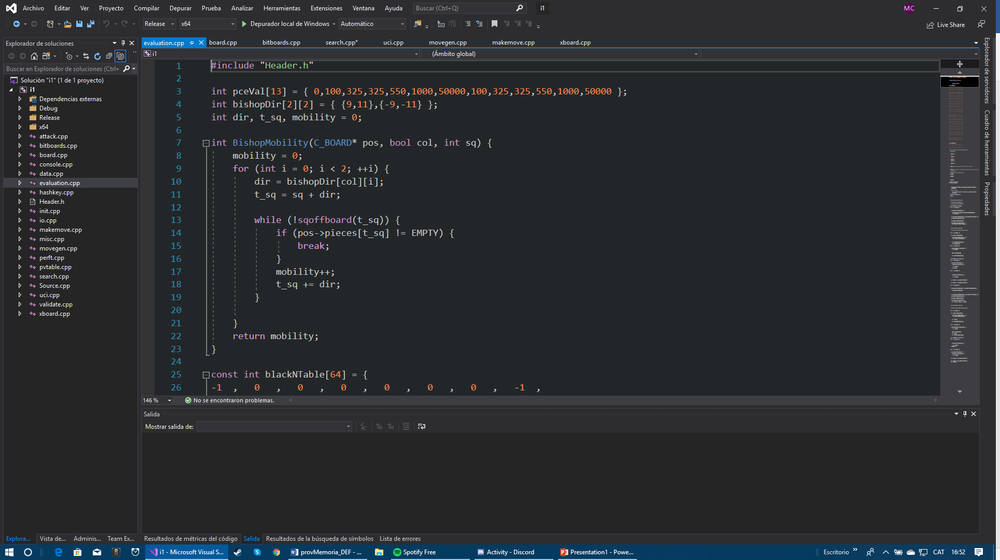 Archivo Editar Ver Proyecto Compilar Depurar Prueba Analizar Herramientas Extensiones Ventana Ayuda Buscar (Ctrl+Q) i1 MC
Release x64 Depurador local de Windows Automático Live Share
Explorador de soluciones
Buscar en Explorador de soluciones (Ctrl+
Solución "i1" (1 de 1 proyecto)
i1
Dependencias externas
Debug
Release
x64
attack.cpp
bitboards.cpp
board.cpp
console.cpp
data.cpp
evaluation.cpp
hashkey.cpp
Header.h
init.cpp
io.cpp
makemove.cpp
misc.cpp
movegen.cpp
perft.cpp
pvtable.cpp
search.cpp
Source.cpp
uci.cpp
validate.cpp
xboard.cpp
Explora... Vista de... Adminis... Team Ex...
evaluation.cpp board.cpp bitboards.cpp search.cpp* uci.cpp movegen.cpp makemove.cpp xboard.cpp
i1 (Ámbito global)
1 #include "Header.h"
2
3 int pceVal[13] = { 0,100,325,325,550,1000,50000,100,325,325,550,1000,50000 };
4 int bishopDir[2][2] = { {9,11},{-9,-11} };
5 int dir, t_sq, mobility = 0;
6
7 int BishopMobility(C_BOARD* pos, bool col, int sq) {
8 mobility = 0;
9 for (int i = 0; i < 2; ++i) {
10 dir = bishopDir[col][i];
11 t_sq = sq + dir;
12
13 while (!sqoffboard(t_sq)) {
14 if (pos->pieces[t_sq] != EMPTY) {
15 break;
16 }
17 mobility++;
18 t_sq += dir;
19 }
20
21 }
22 return mobility;
23 }
24
25 const int blackNTable[64] = {
26 -1 , 0 , 0 , 0 , 0 , 0 , 0 , -1 ,
146 % No se encontraron problemas.
Salida
Mostrar salida de:
Resultados de métricas del código Salida Resultados de la búsqueda de símbolos Lista de errores
Explorador de servidores
Cuadro de herramientas
Propiedades
i1 - Microsoft Visual S... provMemoria_DEF - ... Spotify Free Activity - Discord Presentation1 - Powe... Escritorio CAT 16:52